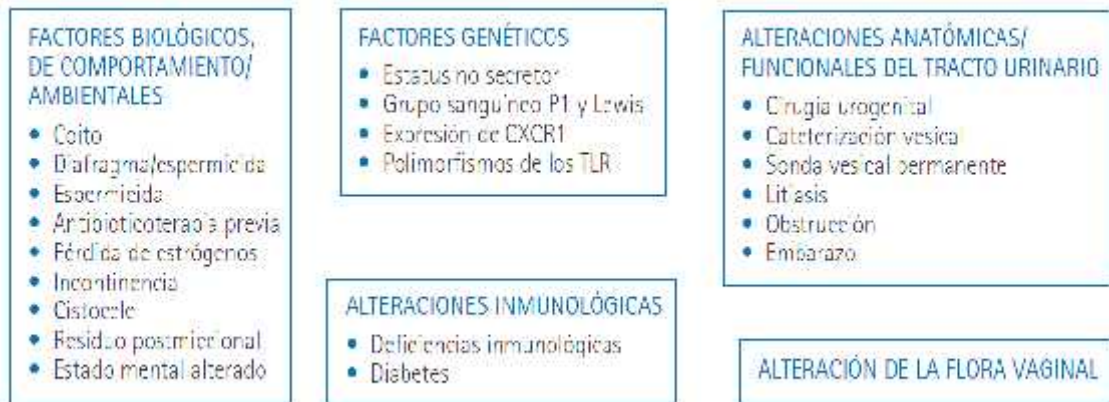 FACTORES BIOLÓGICOS,
DE COMPORTAMIENTO/
AMBIENTALES
• Coito
• Diafragma/espermicida
• Espermicida
• Antibioticoterapia previa
• Pérdida de estrógenos
• Incontinencia
• Cistocele
• Residuo postmiccional
• Estado mental alterado
FACTORES GENÉTICOS
• Estatus no secretor
• Grupo sanguíneo P1 y Lewis
• Expresión de CXCR1
• Polimorfismos de los TLR
ALTERACIONES INMUNOLÓGICAS
• Deficiencias inmunológicas
• Diabetes
ALTERACIONES ANATÓMICAS/
FUNCIONALES DEL TRACTO URINARIO
• Cirugía urogenital
• Cateterización vesical
• Sonda vesical permanente
• Litiasis
• Obstrucción
• Embarazo
ALTERACIÓN DE LA FLORA VAGINAL